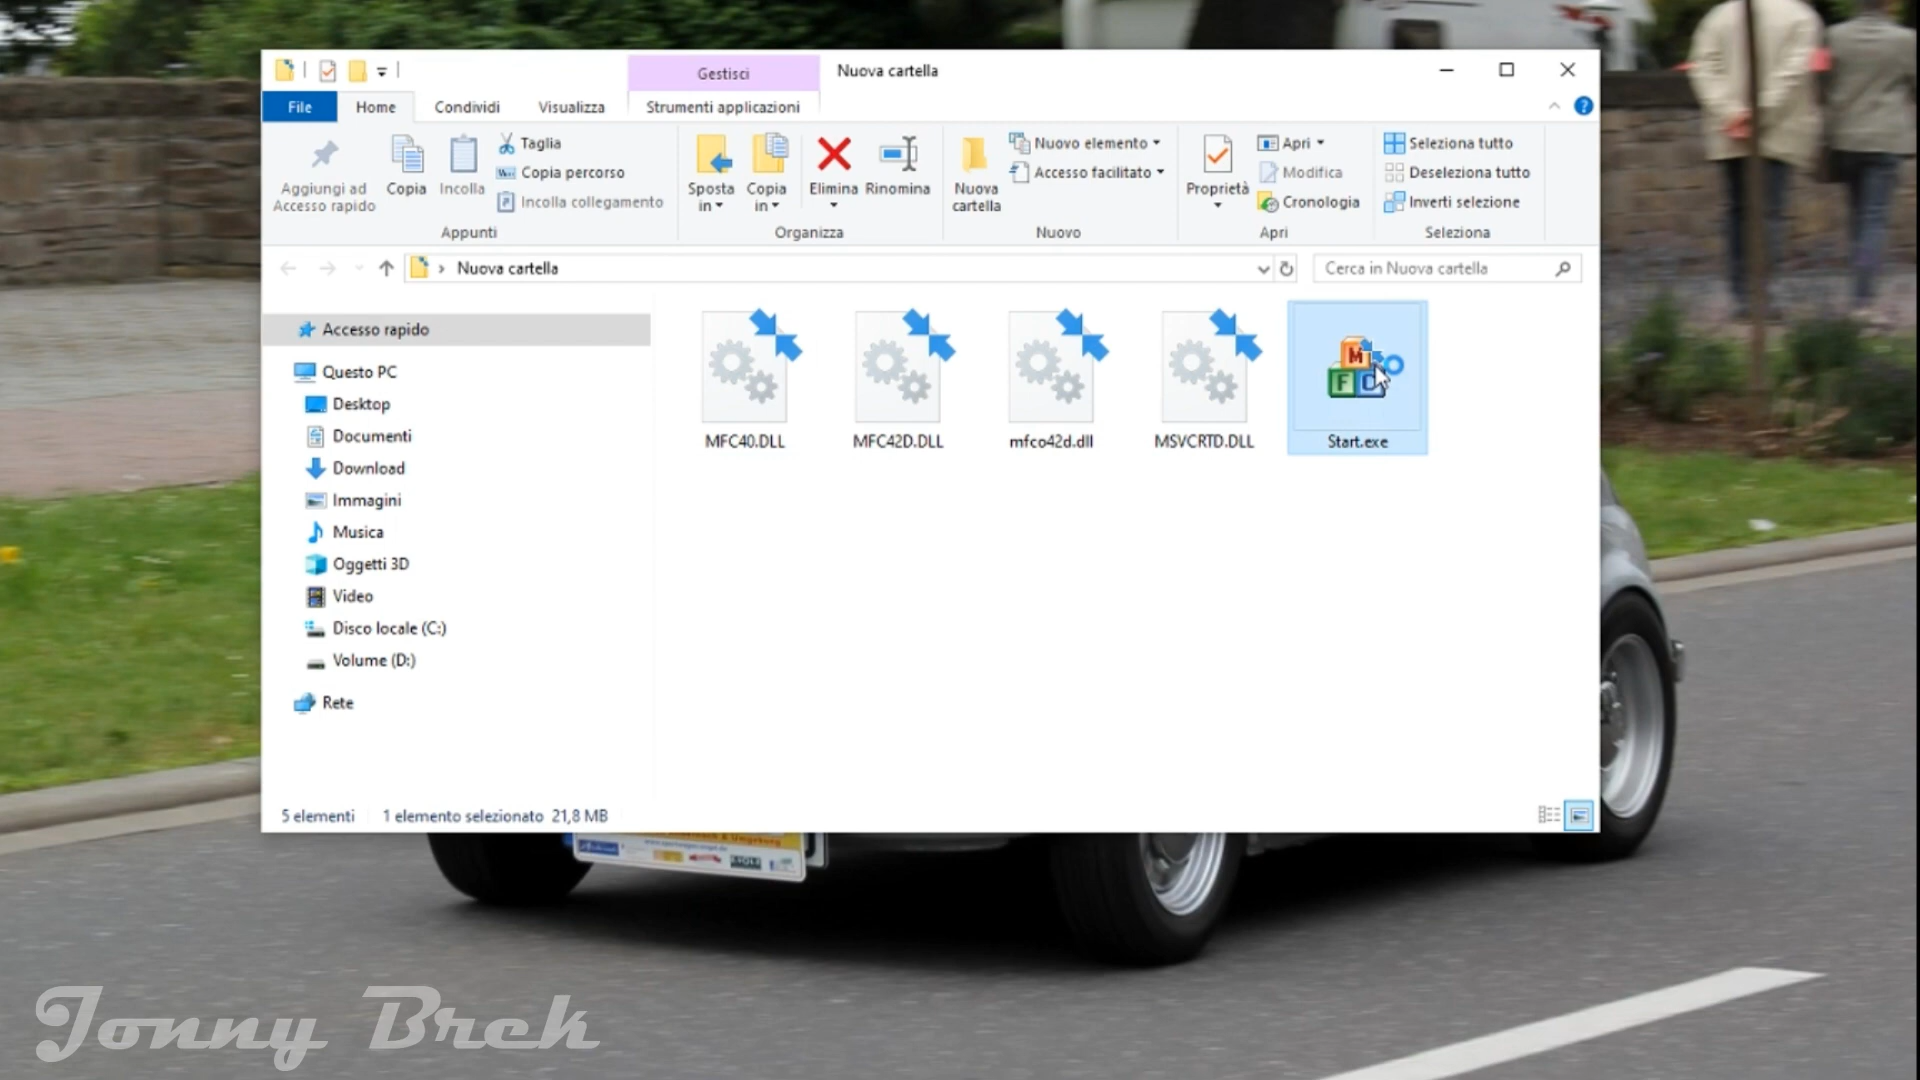 Gestisci
Nuova cartella
File
Home
Condividi
Visualizza
Strumenti applicazioni
Aggiungi ad
Accesso rapido
Copia
Incolla
Taglia
Copia percorso
Incolla collegamento
Appunti
Sposta
in
Copia
in
Elimina
Rinomina
Organizza
Nuova
cartella
Nuovo elemento
Accesso facilitato
Nuovo
Proprietà
Apri
Modifica
Cronologia
Apri
Seleziona tutto
Deseleziona tutto
Inverti selezione
Seleziona
Nuova cartella
Cerca in Nuova cartella
Accesso rapido
Questo PC
Desktop
Documenti
Download
Immagini
Musica
Oggetti 3D
Video
Disco locale (C:)
Volume (D:)
Rete
MFC40.DLL
MFC42D.DLL
mfco42d.dll
MSVCRTD.DLL
M
F
Start.exe
5 elementi
1 elemento selezionato 21,8 MB
Jonny Brek